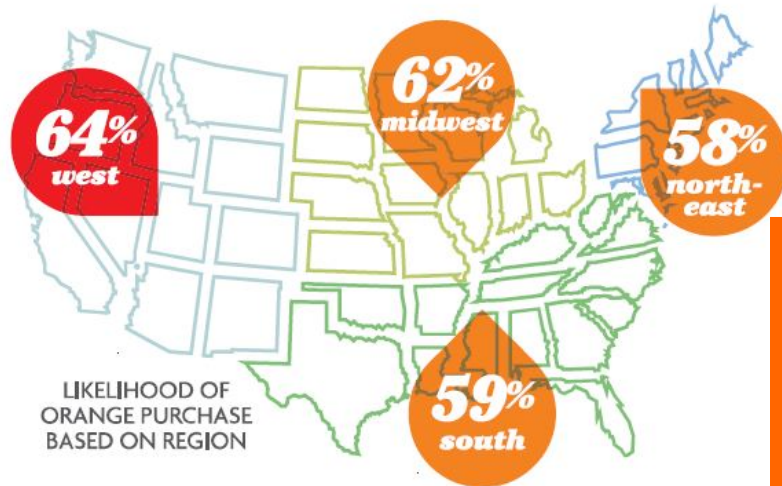 62%
midwest
64%
west
58%
north-
east
59%
south
LIKELIHOOD OF
ORANGE PURCHASE
BASED ON REGION